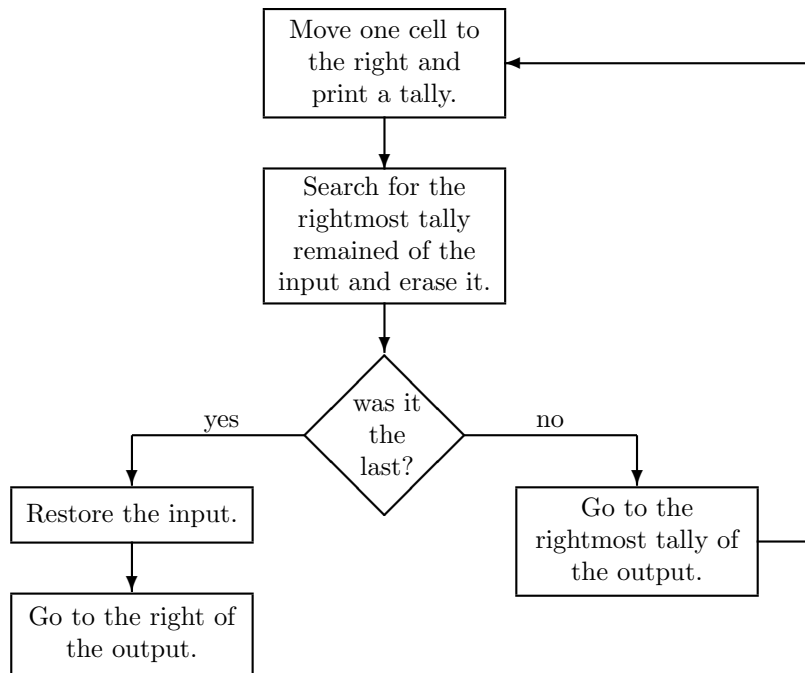 Move one cell to
the right and
print a tally.
Search for the
rightmost tally
remained of the
input and erase it.
was it
the
last?
yes
no
Restore the input.
Go to the right of
the output.
Go to the
rightmost tally of
the output.